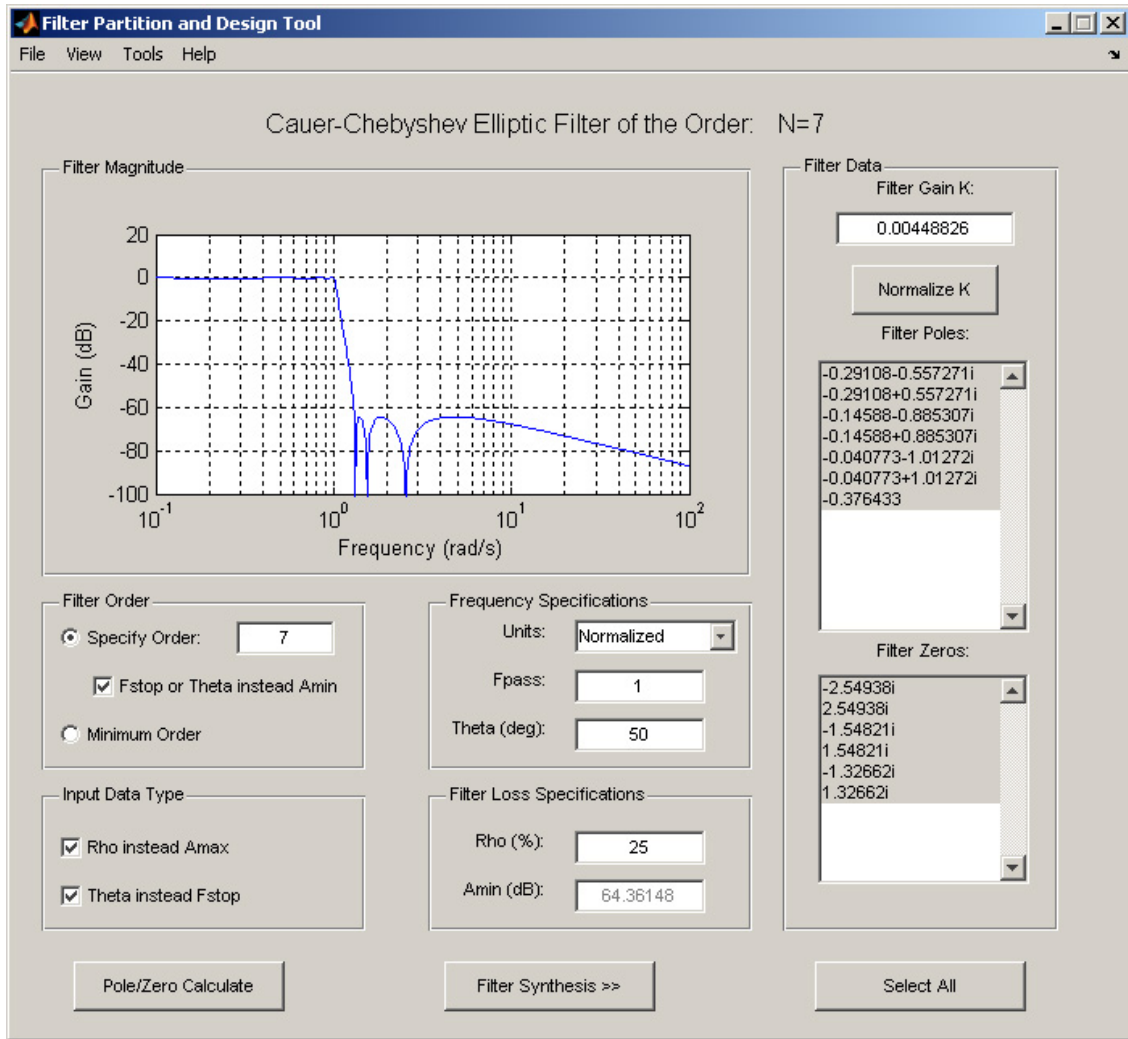 Filter Partition and Design Tool
File View Tools Help
Cauer-Chebyshev Elliptic Filter of the Order: N=7
Filter Magnitude
20
0
-20
-40
-60
-80
-100
Gain (dB)
10^-1
10^0
10^1
10^2
Frequency (rad/s)
Filter Data
Filter Gain K:
0.00448826
Normalize K
Filter Poles:
-0.29108-0.557271i
-0.29108+0.557271i
-0.14588-0.885307i
-0.14588+0.885307i
-0.040773-1.01272i
-0.040773+1.01272i
-0.376433
Filter Zeros:
-2.54938i
2.54938i
-1.54821i
1.54821i
-1.32662i
1.32662i
Filter Order
Specify Order: 7
Fstop or Theta instead Amin
Minimum Order
Frequency Specifications
Units: Normalized
Fpass: 1
Theta (deg): 50
Input Data Type
Rho instead Amax
Theta instead Fstop
Filter Loss Specifications
Rho (%): 25
Amin (dB): 64.36148
Pole/Zero Calculate
Filter Synthesis >>
Select All